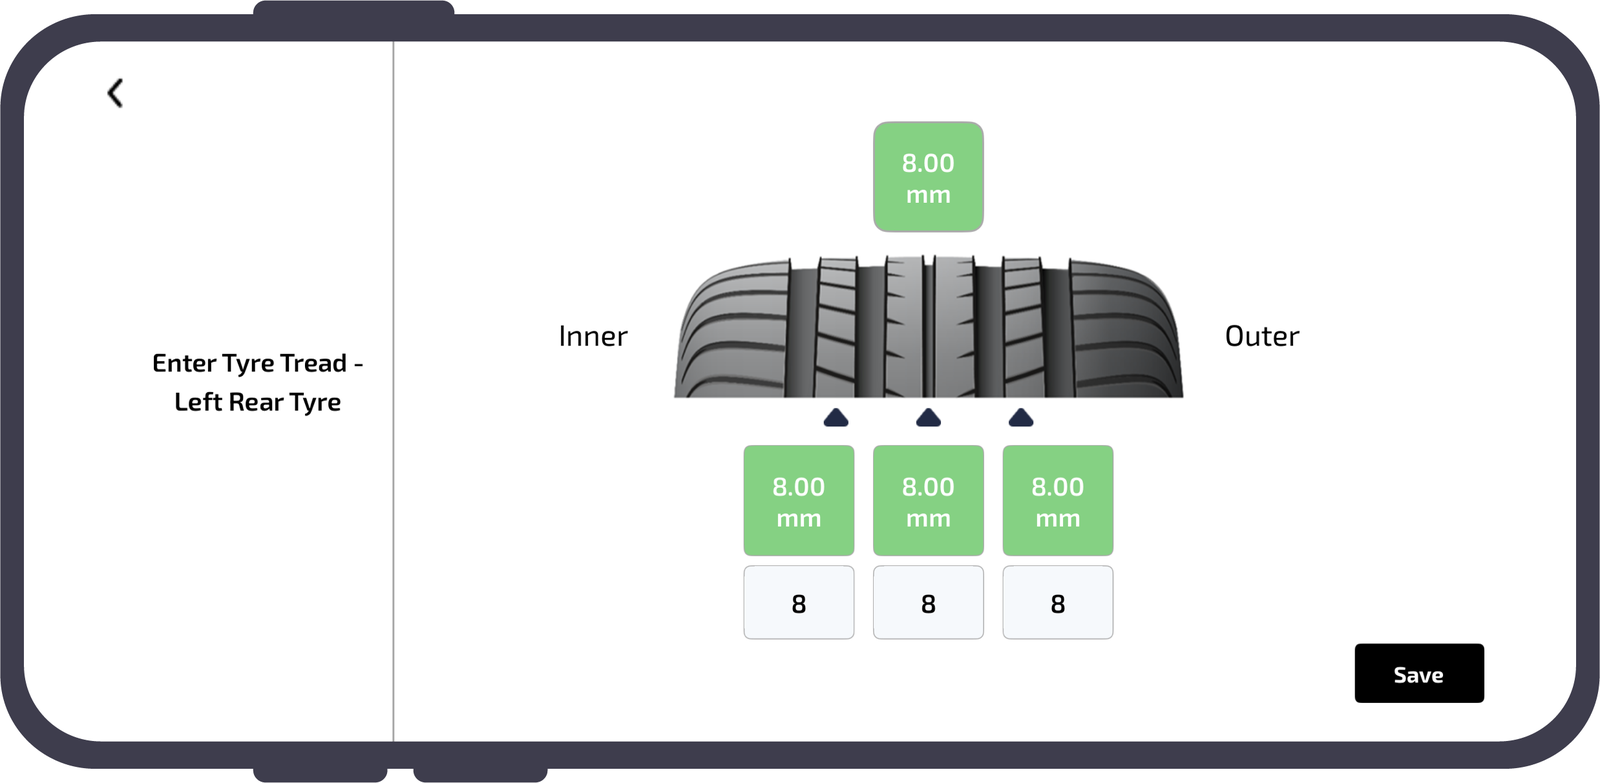 Enter Tyre Tread -
Left Rear Tyre
8.00
mm
Inner
Outer
8.00 8.00 8.00
mm mm mm
8 8 8
Save